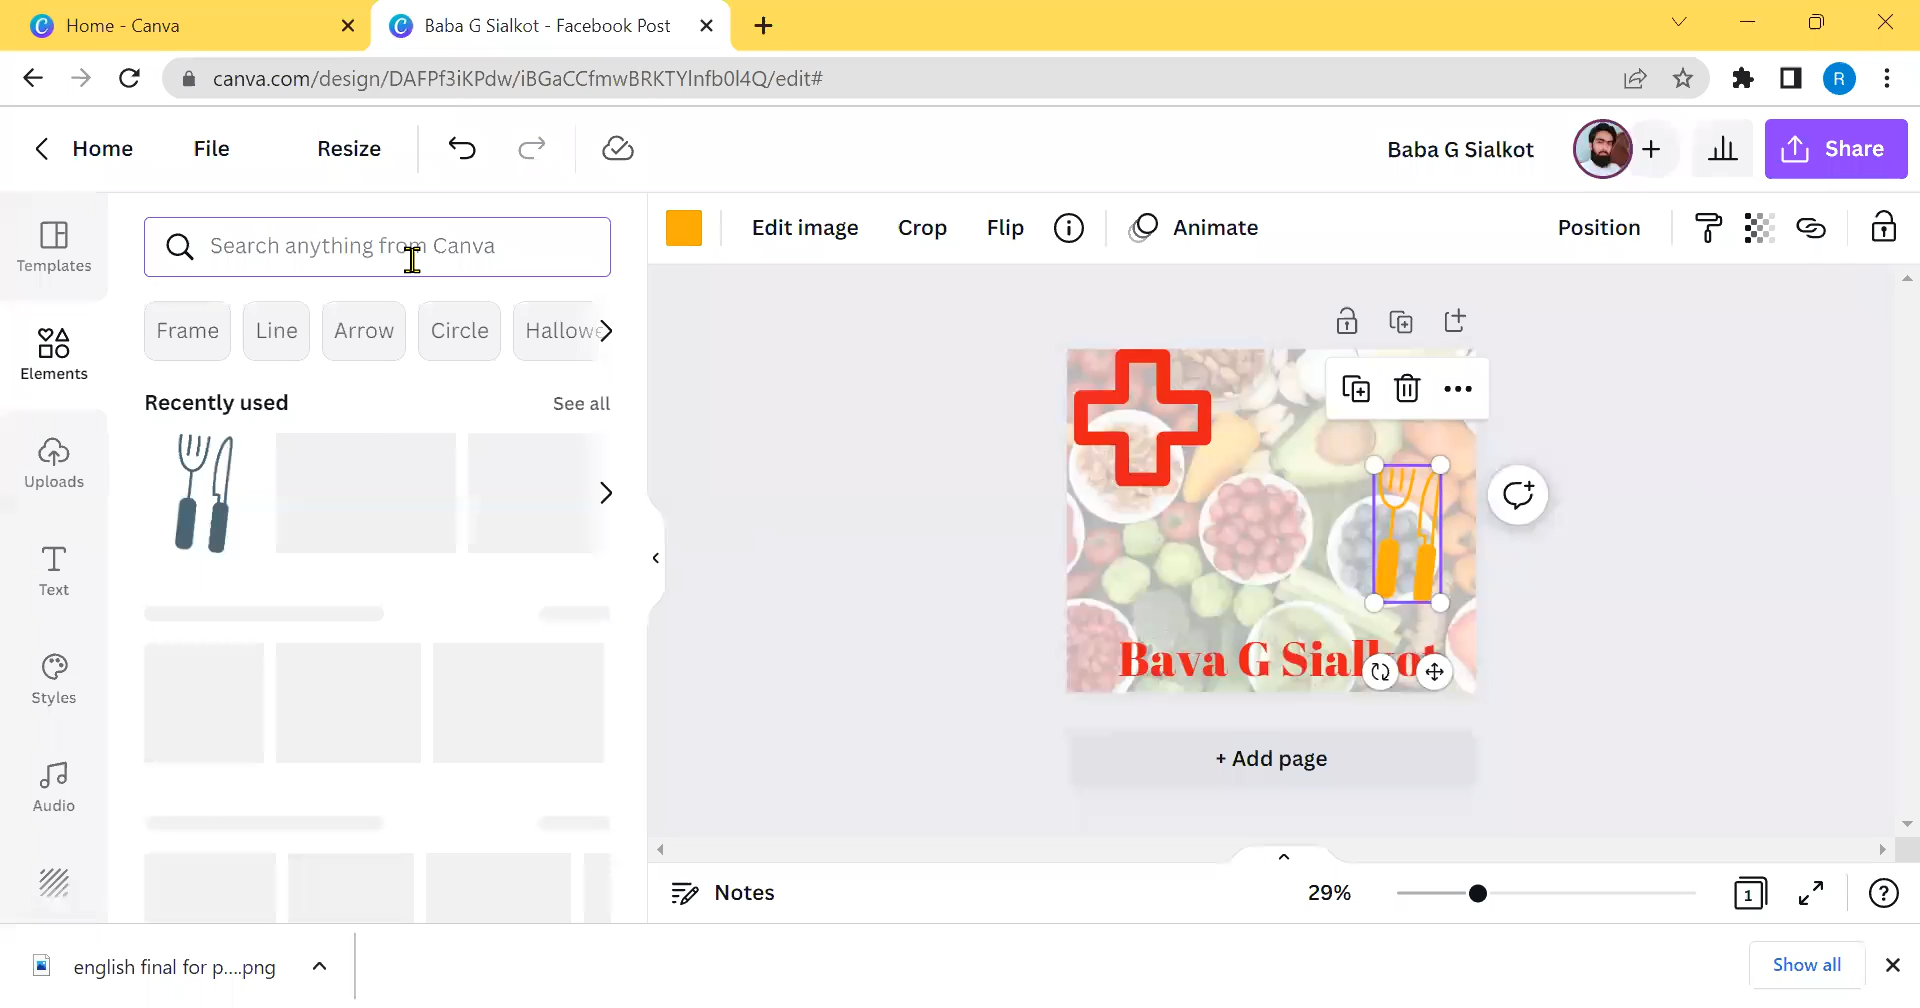 Home - Canva
Baba G Sialkot - Facebook Post
canva.com/design/DAFPf3iKPdw/iBGaCCfmwBRKTYlnfb0l4Q/edit#
R
Home
File
Resize
Baba G Sialkot
Share
Templates
Search anything from Canva
Edit image
Crop
Flip
Animate
Position
Frame
Line
Arrow
Circle
Hallowe
Elements
Recently used
See all
Uploads
Text
Styles
Audio
Bava G Sialkot
+ Add page
Notes
29%
1
english final for p....png
Show all